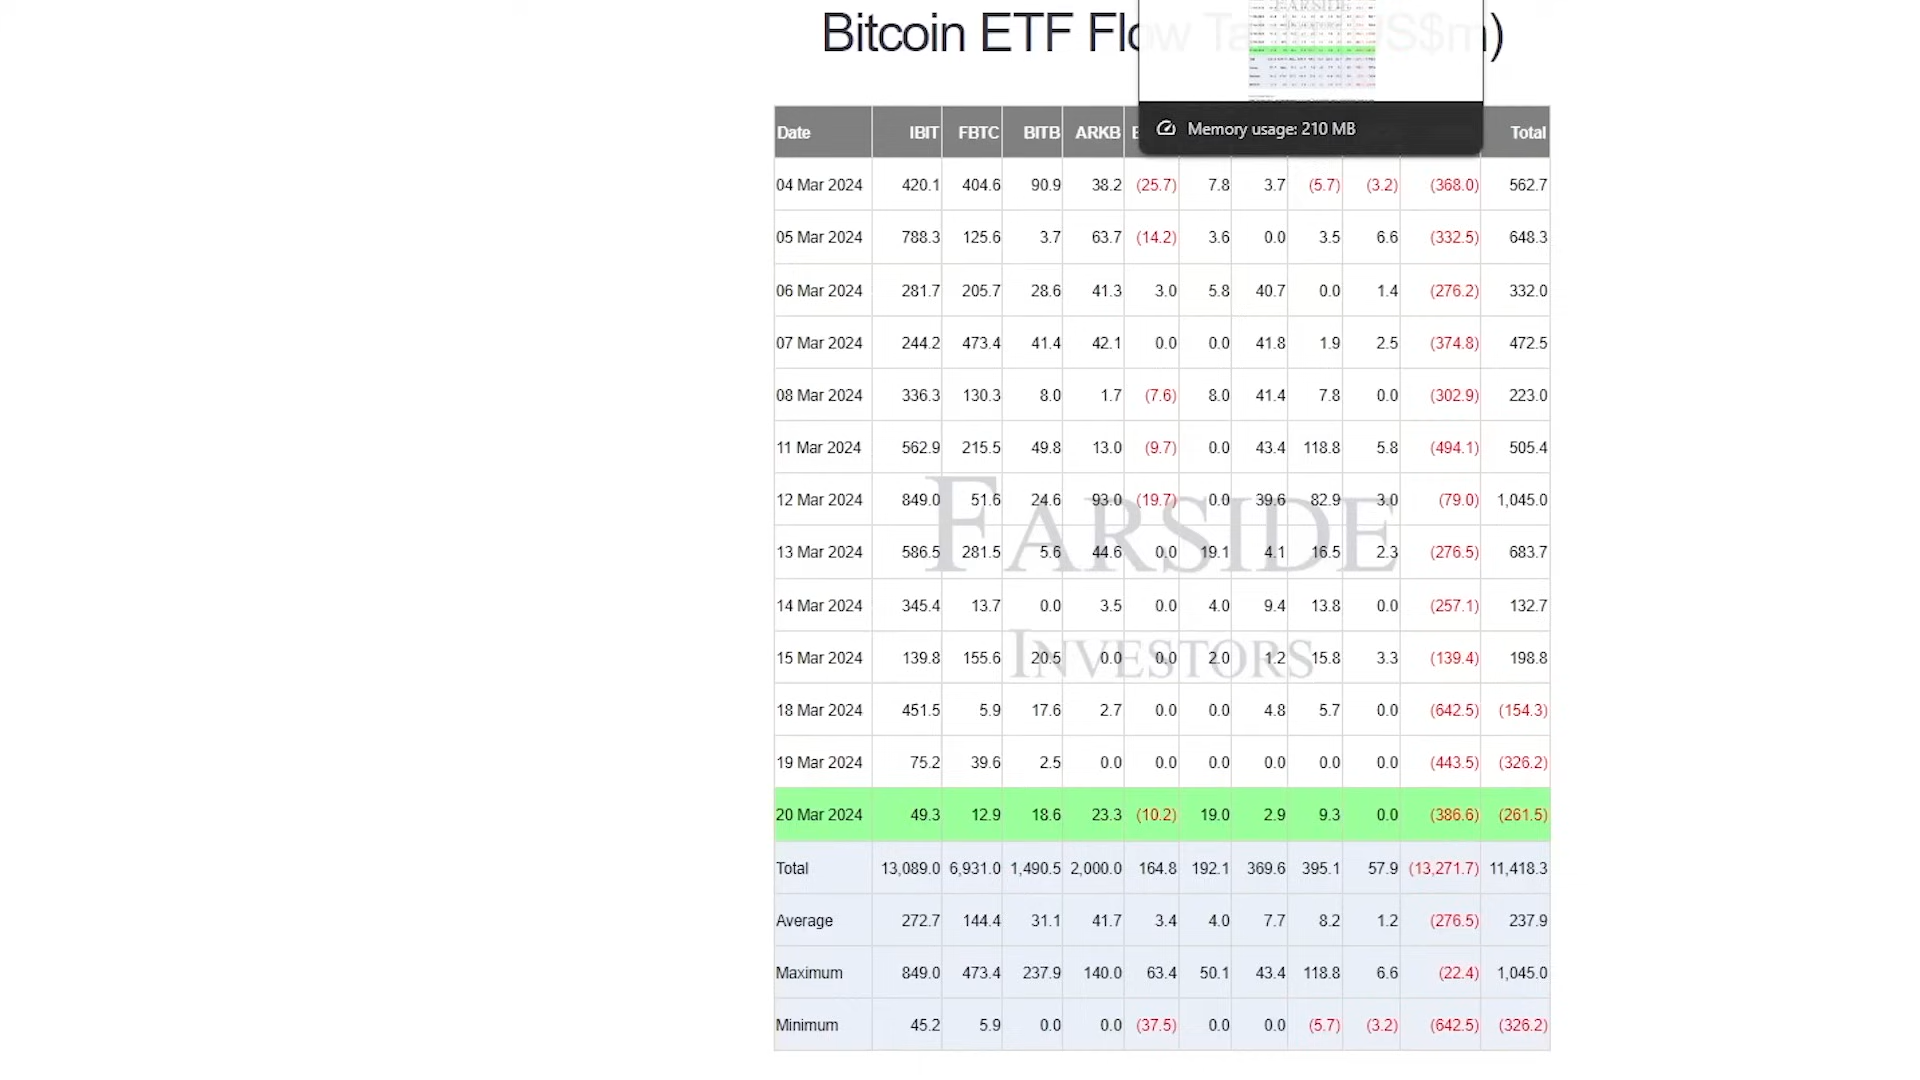 Bitcoin ETF Flow Table (US$m)
Memory usage: 210 MB
Date IBIT FBTC BITB ARKB Total
04 Mar 2024 420.1 404.6 90.9 38.2 (25.7) 7.8 3.7 (5.7) (3.2) (368.0) 562.7
05 Mar 2024 788.3 125.6 3.7 63.7 (14.2) 3.6 0.0 3.5 6.6 (332.5) 648.3
06 Mar 2024 281.7 205.7 28.6 41.3 3.0 5.8 40.7 0.0 1.4 (276.2) 332.0
07 Mar 2024 244.2 473.4 41.4 42.1 0.0 0.0 41.8 1.9 2.5 (374.8) 472.5
08 Mar 2024 336.3 130.3 8.0 1.7 (7.6) 8.0 41.4 7.8 0.0 (302.9) 223.0
11 Mar 2024 562.9 215.5 49.8 13.0 (9.7) 0.0 43.4 118.8 5.8 (494.1) 505.4
12 Mar 2024 849.0 51.6 24.6 93.0 (19.7) 0.0 39.6 82.9 3.0 (79.0) 1,045.0
13 Mar 2024 586.5 281.5 5.6 44.6 0.0 19.1 4.1 16.5 2.3 (276.5) 683.7
FARSIDE
14 Mar 2024 345.4 13.7 0.0 3.5 0.0 4.0 9.4 13.8 0.0 (257.1) 132.7
15 Mar 2024 139.8 155.6 20.5 0.0 0.0 2.0 1.2 15.8 3.3 (139.4) 198.8
INVESTORS
18 Mar 2024 451.5 5.9 17.6 2.7 0.0 0.0 4.8 5.7 0.0 (642.5) (154.3)
19 Mar 2024 75.2 39.6 2.5 0.0 0.0 0.0 0.0 0.0 0.0 (443.5) (326.2)
20 Mar 2024 49.3 12.9 18.6 23.3 (10.2) 19.0 2.9 9.3 0.0 (386.6) (261.5)
Total 13,089.0 6,931.0 1,490.5 2,000.0 164.8 192.1 369.6 395.1 57.9 (13,271.7) 11,418.3
Average 272.7 144.4 31.1 41.7 3.4 4.0 7.7 8.2 1.2 (276.5) 237.9
Maximum 849.0 473.4 237.9 140.0 63.4 50.1 43.4 118.8 6.6 (22.4) 1,045.0
Minimum 45.2 5.9 0.0 0.0 (37.5) 0.0 0.0 (5.7) (3.2) (642.5) (326.2)